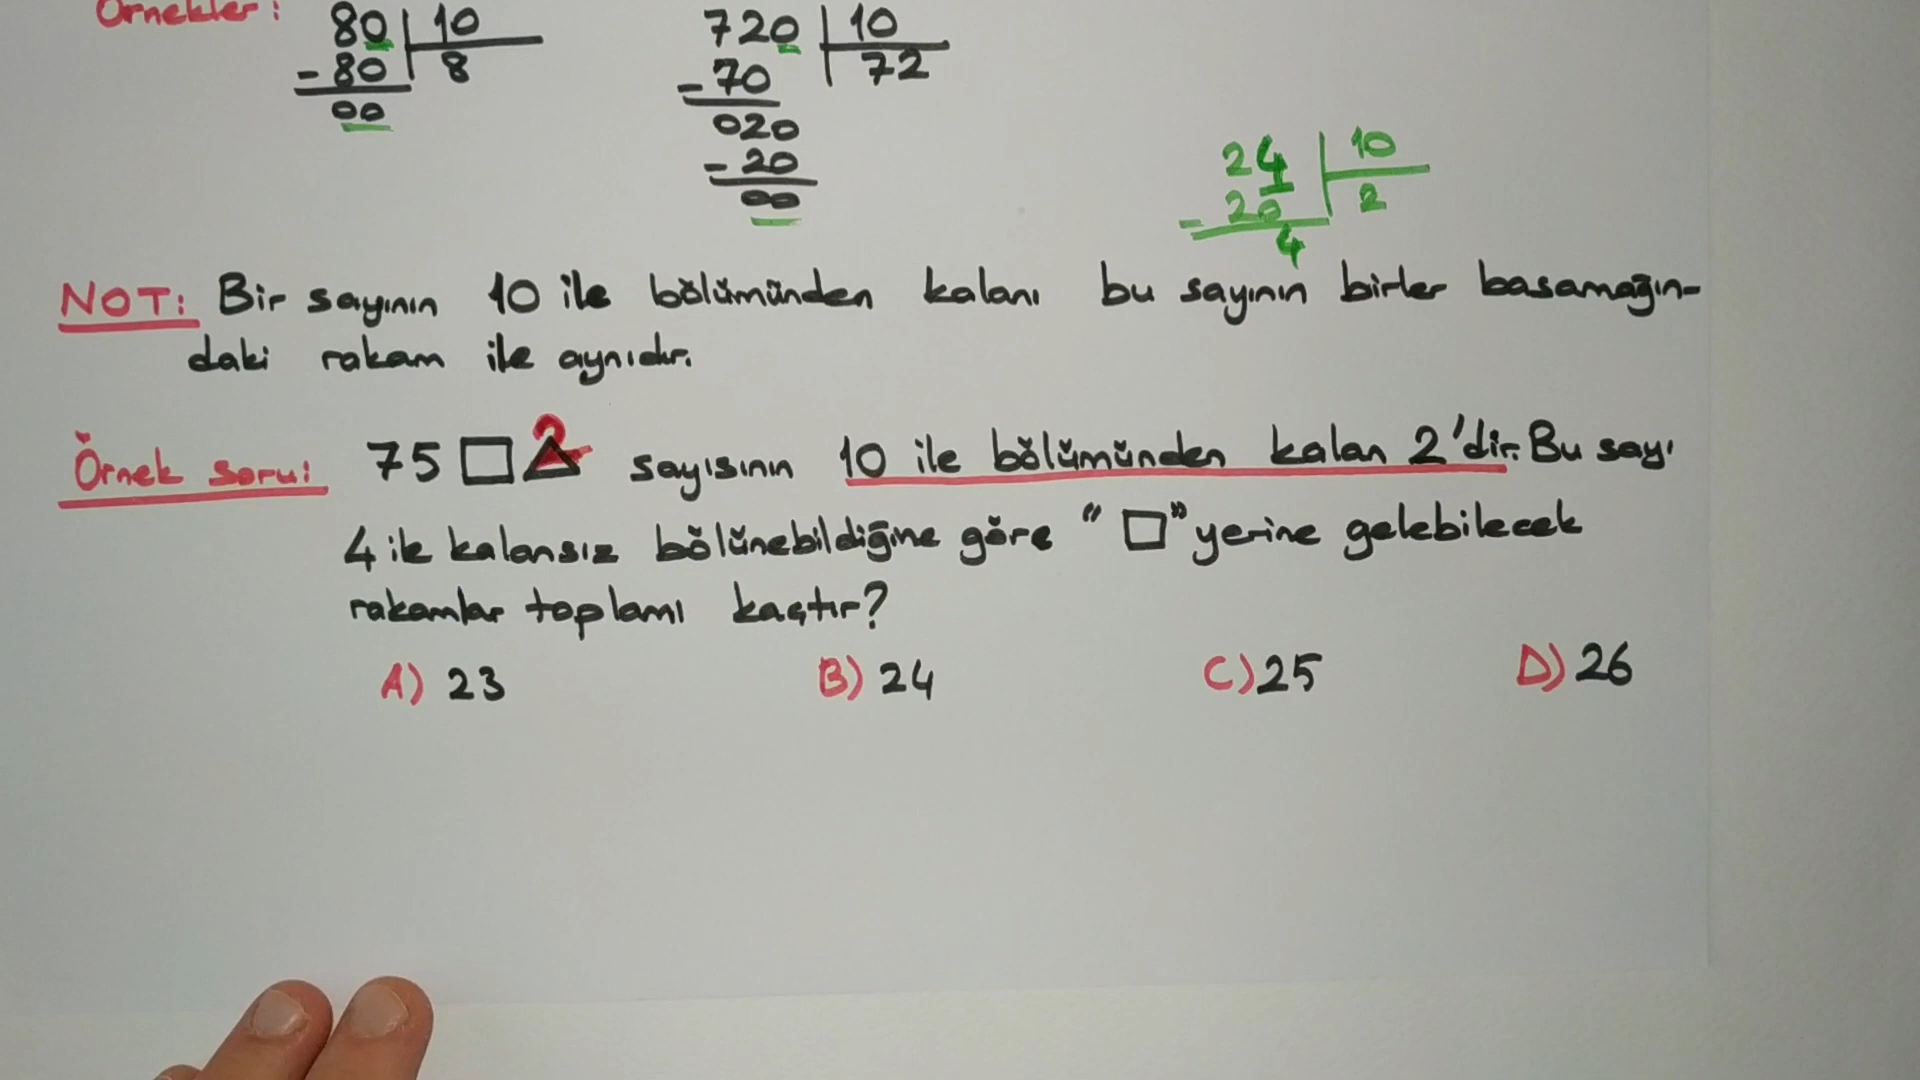 Örnekler:
80 10
- 80 8
00
720 10
- 70 72
020
- 20
00
24 10
- 20 2
4
NOT: Bir sayının 10 ile bölümünden kalanı bu sayının birler basamağın-
daki rakam ile aynıdır.
Örnek soru: 75□△ 2 sayısının 10 ile bölümünden kalan 2'dir. Bu sayı
4 ile kalansız bölünebildiğine göre "□" yerine gelebilecek
rakamlar toplamı kaçtır?
A) 23 B) 24 C) 25 D) 26